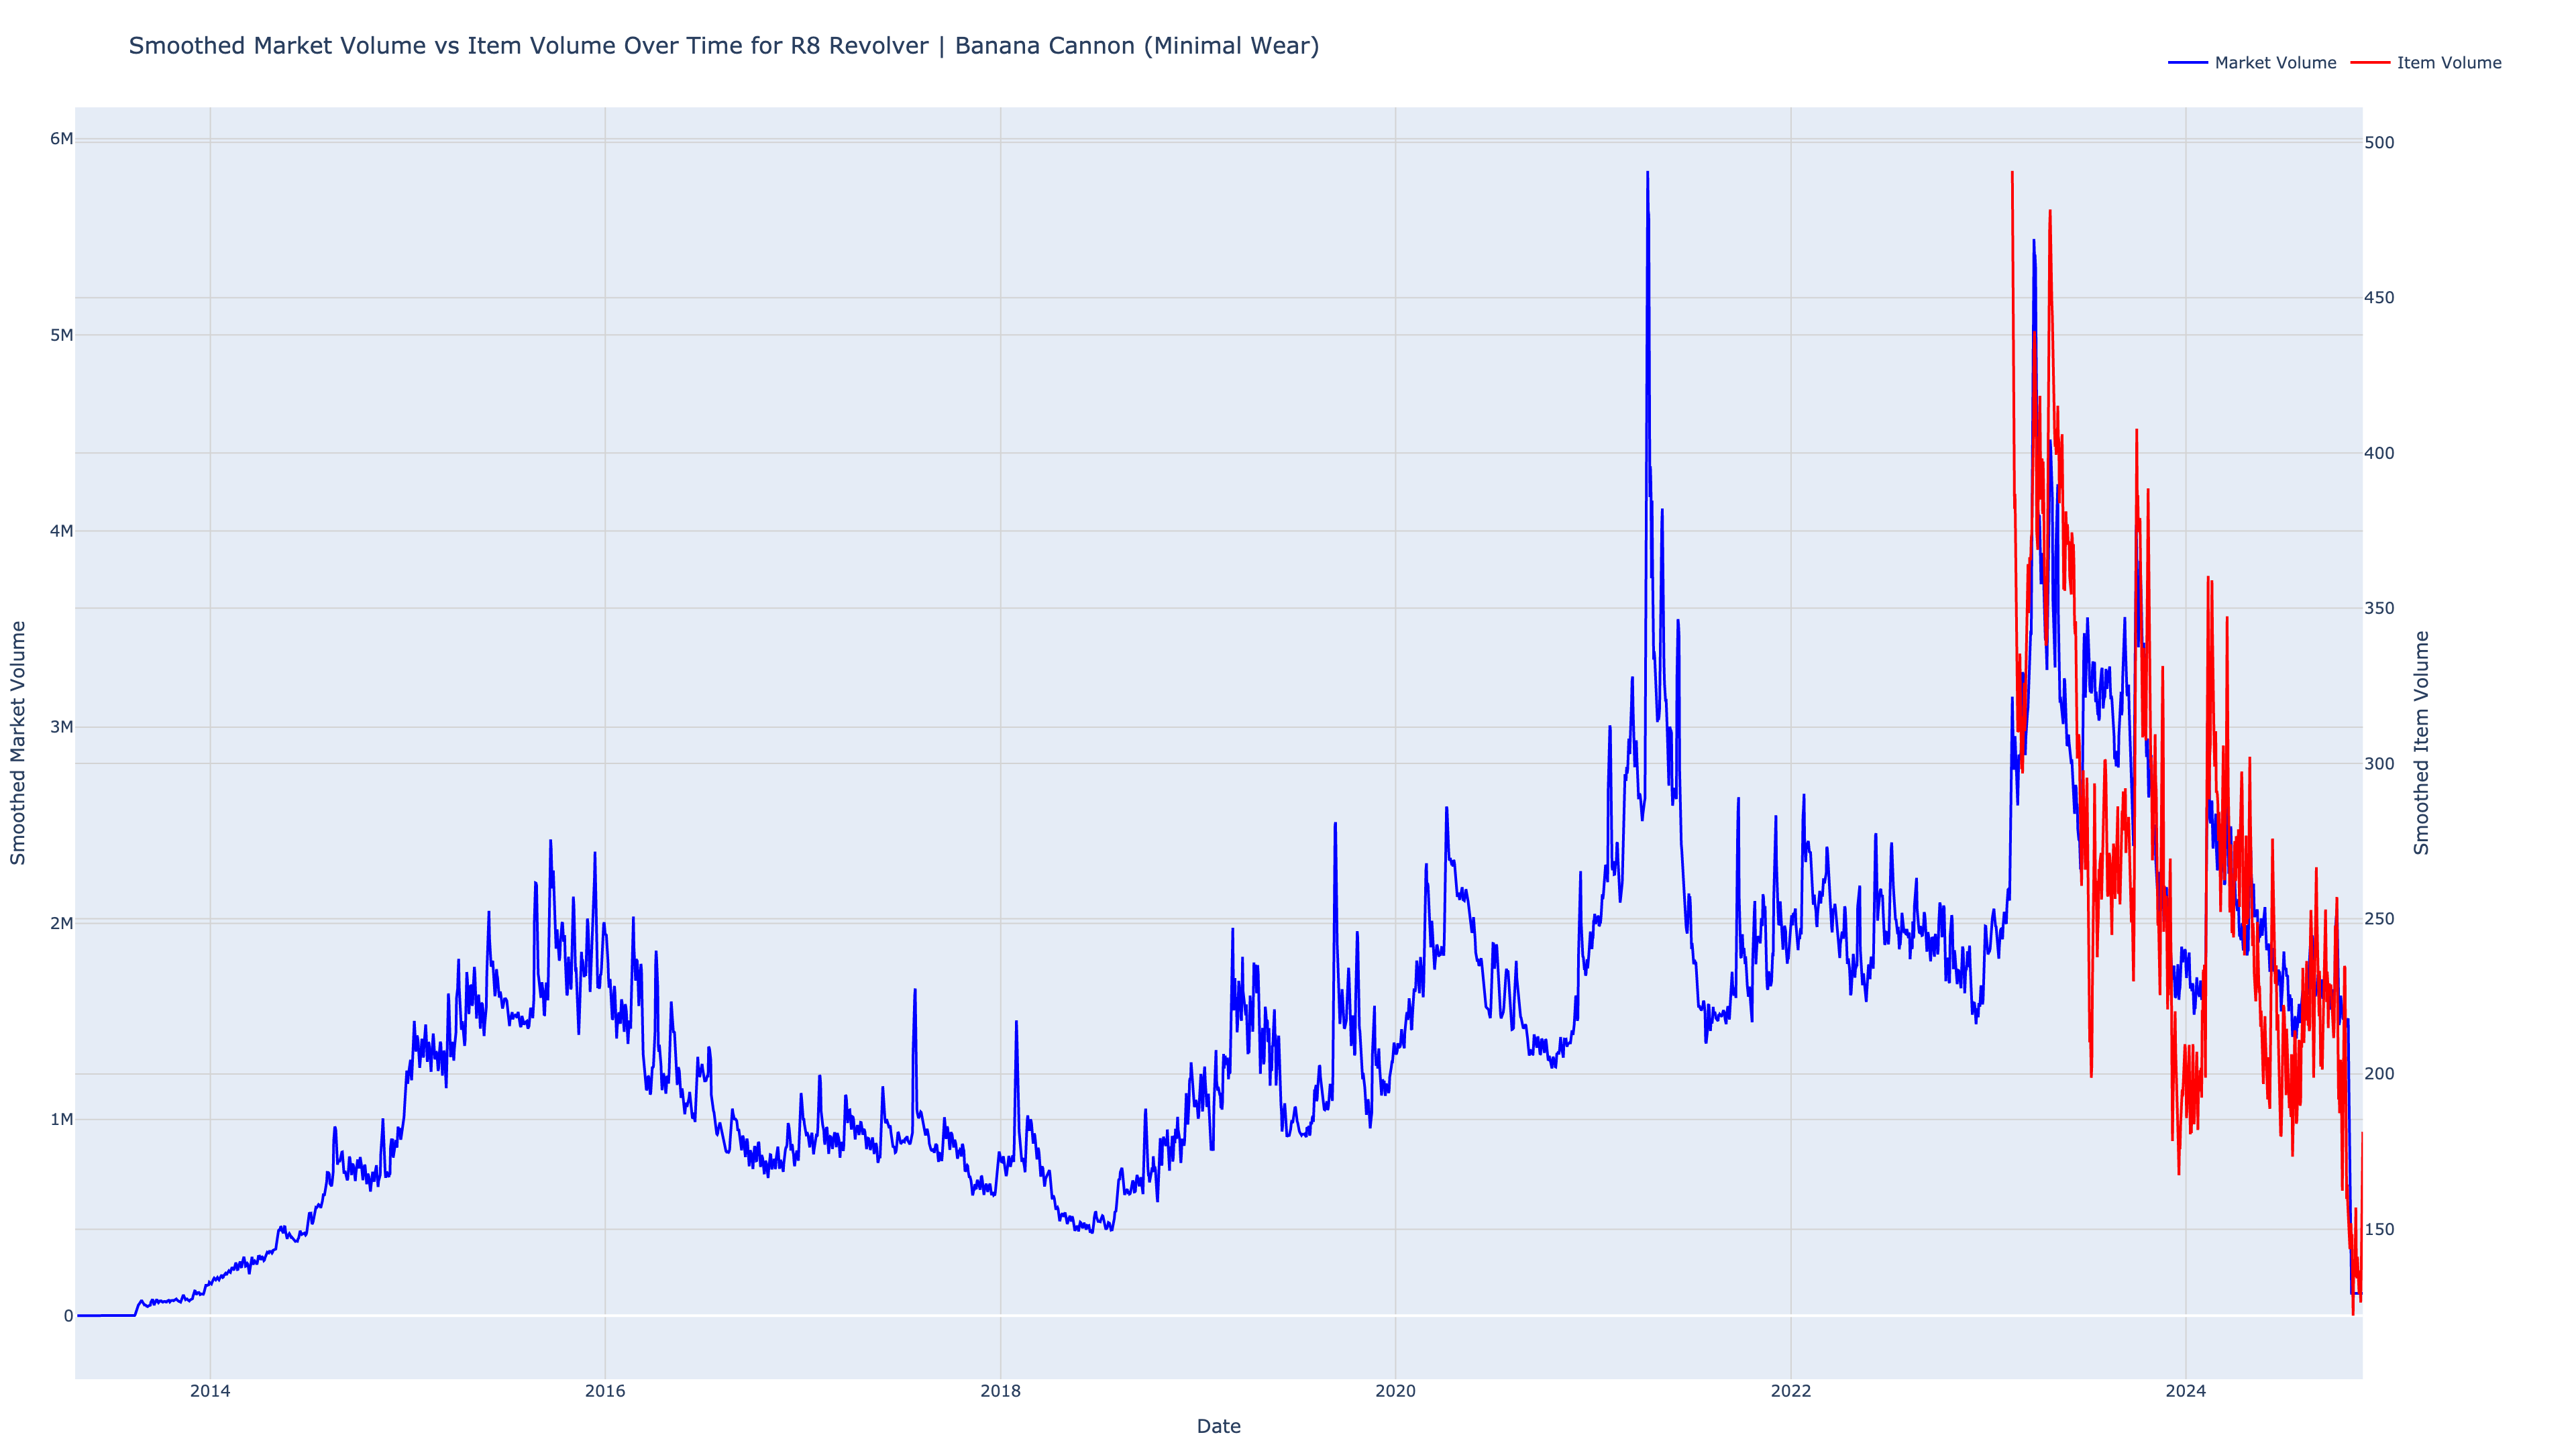 Smoothed Market Volume vs Item Volume Over Time for R8 Revolver | Banana Cannon (Minimal Wear)
Market Volume
Item Volume
6M
5M
4M
3M
2M
1M
0
Smoothed Market Volume
500
450
400
350
300
250
200
150
Smoothed Item Volume
2014
2016
2018
2020
2022
2024
Date